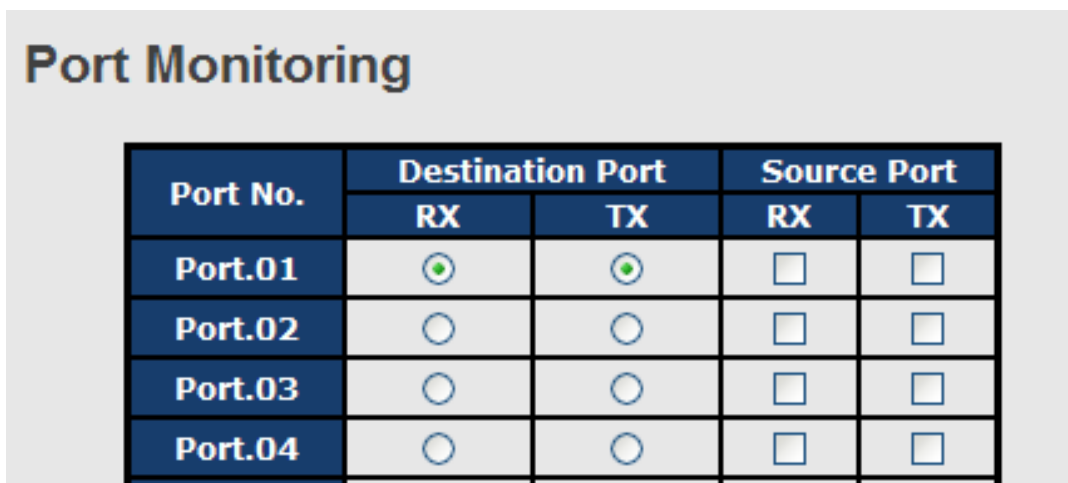 Port Monitoring
Port No. Destination Port Source Port
RX TX RX TX
Port.01
Port.02
Port.03
Port.04